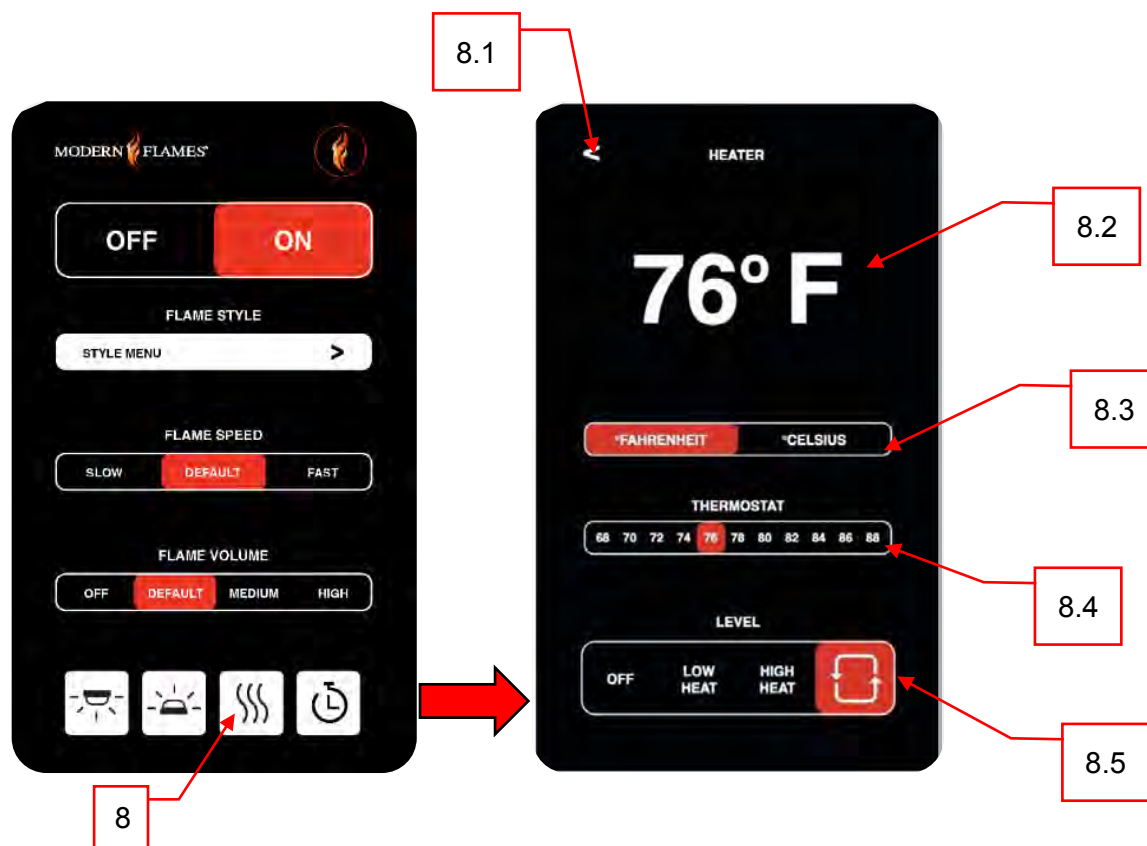 8.1
MODERN FLAMES®
OFF ON
FLAME STYLE
STYLE MENU >
FLAME SPEED
SLOW DEFAULT FAST
FLAME VOLUME
OFF DEFAULT MEDIUM HIGH
8
< HEATER
76° F
8.2
°FAHRENHEIT °CELSIUS
8.3
THERMOSTAT
68 70 72 74 76 78 80 82 84 86 88
8.4
LEVEL
OFF LOW HEAT HIGH HEAT
8.5